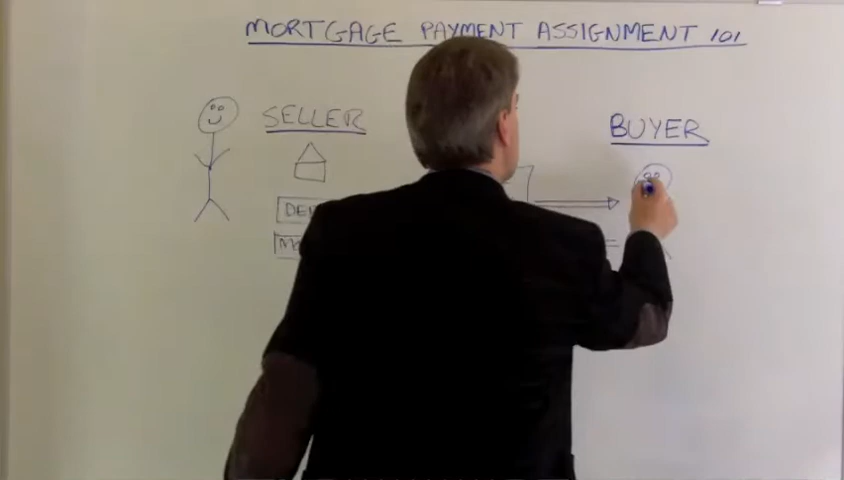 MORTGAGE PAYMENT ASSIGNMENT 101
SELLER
BUYER